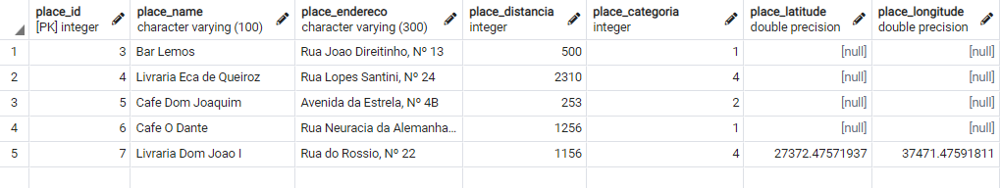 place_id place_name place_endereco place_distancia place_categoria place_latitude place_longitude
[PK] integer character varying (100) character varying (300) integer integer double precision double precision
1 3 Bar Lemos Rua Joao Direitinho, Nº 13 500 1 [null] [null]
2 4 Livraria Eca de Queiroz Rua Lopes Santini, Nº 24 2310 4 [null] [null]
3 5 Cafe Dom Joaquim Avenida da Estrela, Nº 4B 253 2 [null] [null]
4 6 Cafe O Dante Rua Neuracia da Alemanha... 1256 1 [null] [null]
5 7 Livraria Dom Joao I Rua do Rossio, Nº 22 1156 4 27372.47571937 37471.47591811